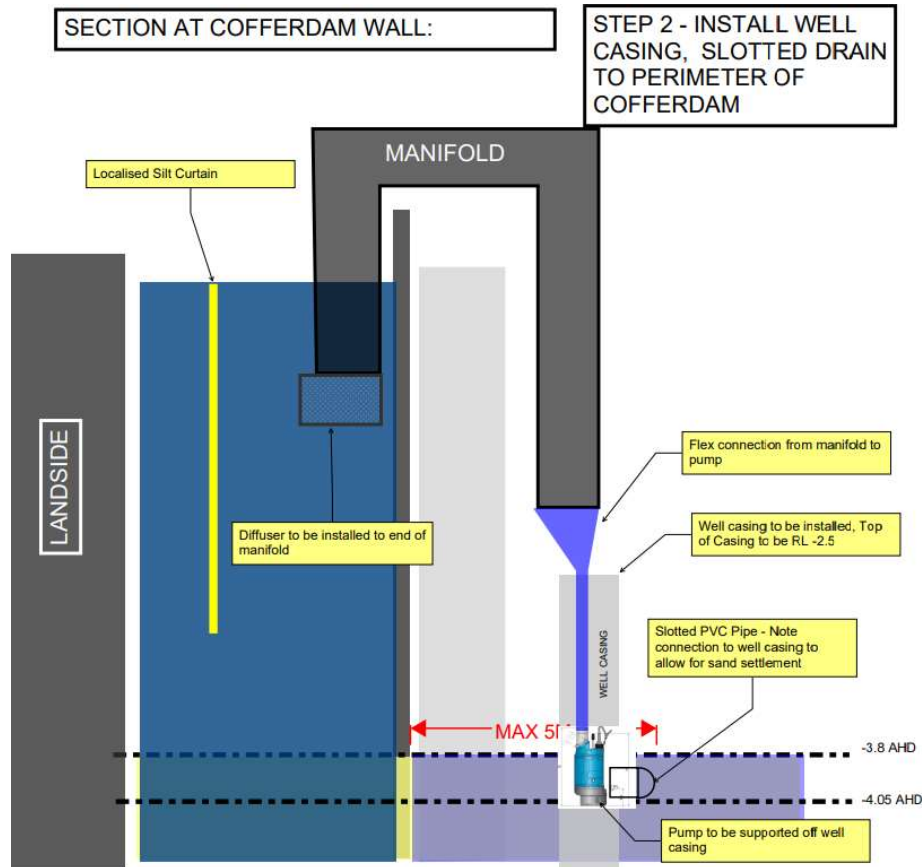 SECTION AT COFFERDAM WALL:
STEP 2 - INSTALL WELL
CASING, SLOTTED DRAIN
TO PERIMETER OF
COFFERDAM
MANIFOLD
Localised Silt Curtain
LANDSIDE
Flex connection from manifold to
pump
Diffuser to be installed to end of
manifold
Well casing to be installed, Top
of Casing to be RL -2.5
Slotted PVC Pipe - Note
connection to well casing to
allow for sand settlement
WELL CASING
MAX
-3.8 AHD
-4.05 AHD
Pump to be supported off well
casing